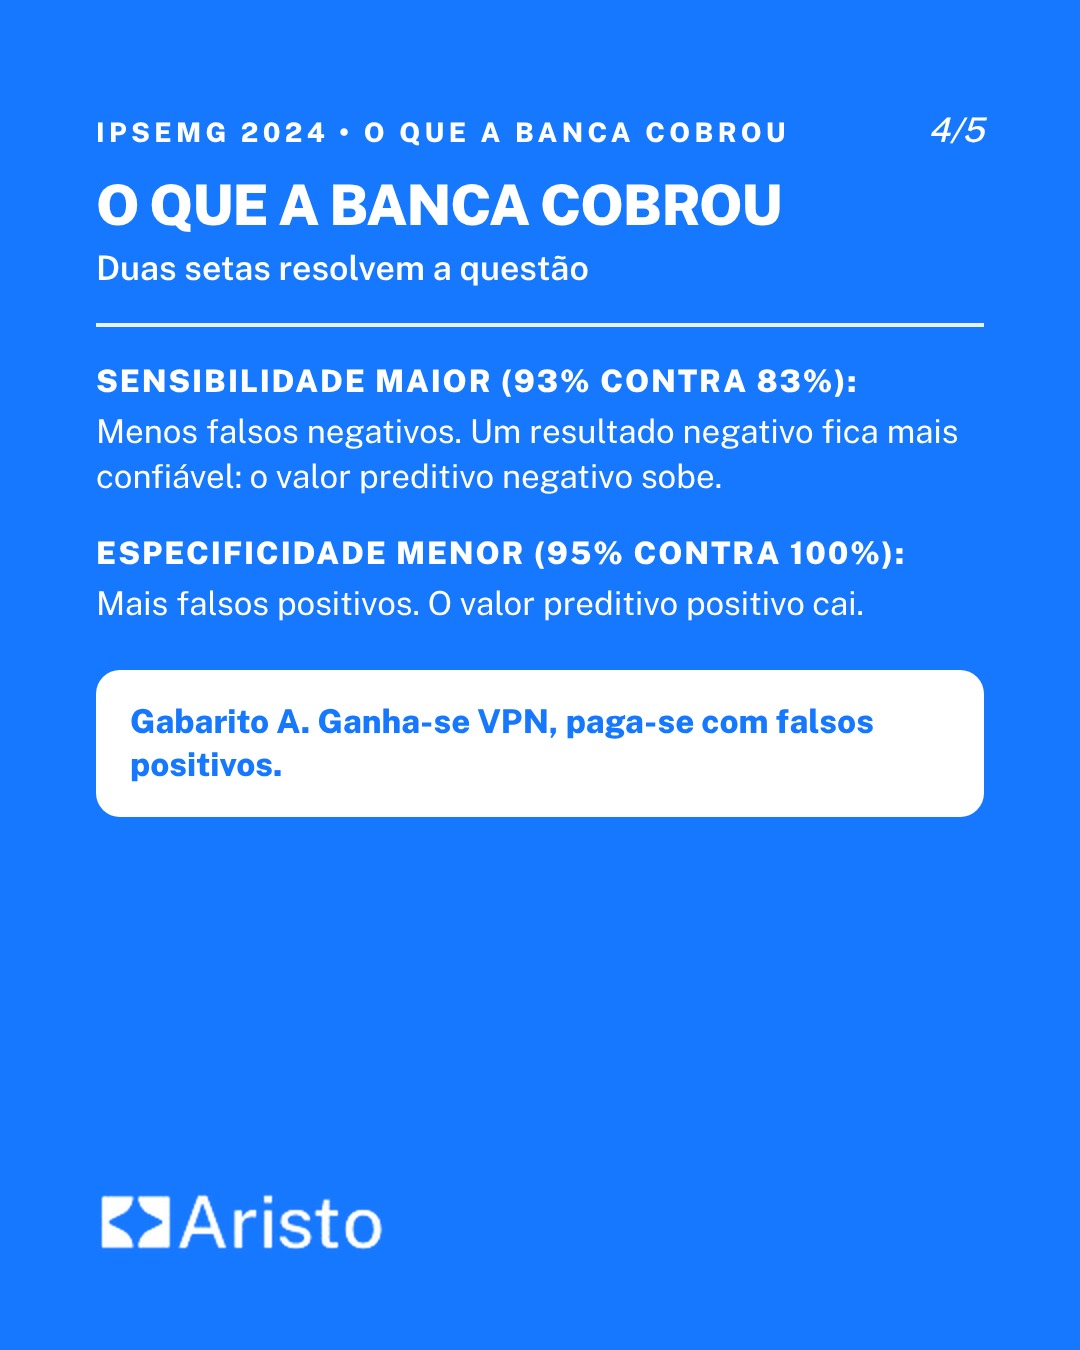 IPSEMG 2024 • O QUE A BANCA COBROU 4/5
O QUE A BANCA COBROU
Duas setas resolvem a questão
SENSIBILIDADE MAIOR (93% CONTRA 83%):
Menos falsos negativos. Um resultado negativo fica mais
confiável: o valor preditivo negativo sobe.
ESPECIFICIDADE MENOR (95% CONTRA 100%):
Mais falsos positivos. O valor preditivo positivo cai.
Gabarito A. Ganha-se VPN, paga-se com falsos
positivos.
Aristo